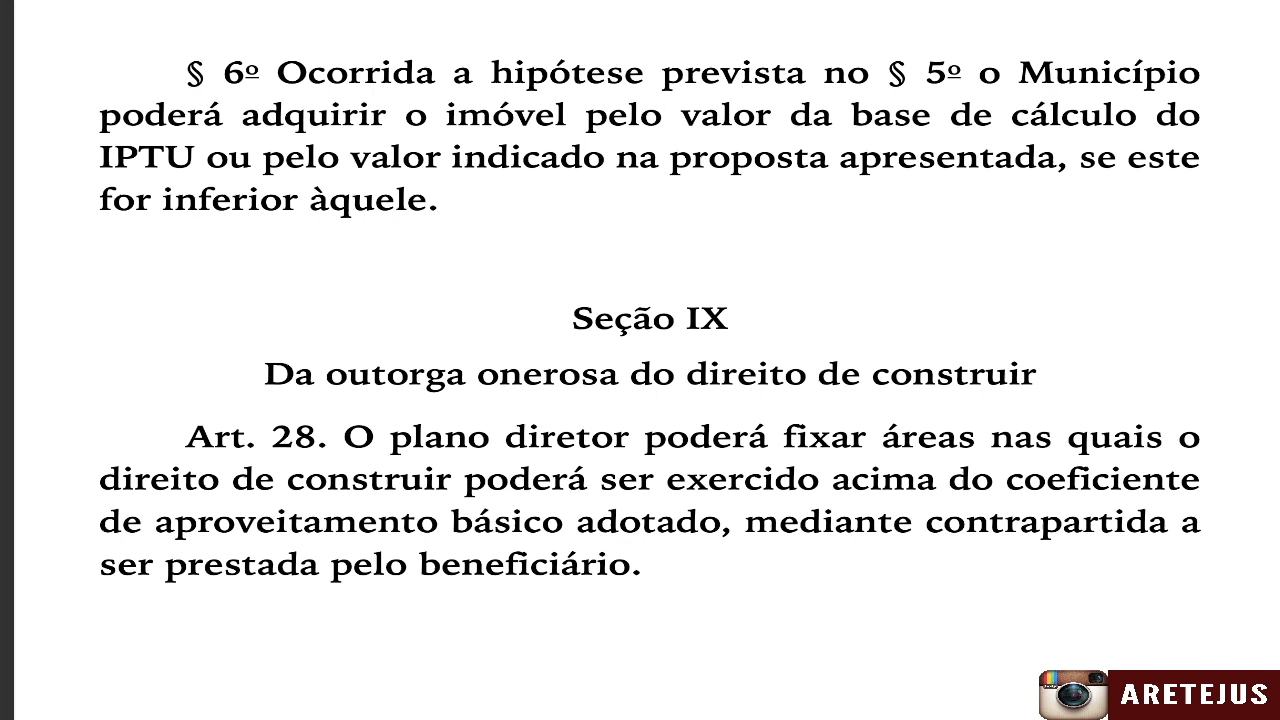 § 6º Ocorrida a hipótese prevista no § 5º o Município
poderá adquirir o imóvel pelo valor da base de cálculo do
IPTU ou pelo valor indicado na proposta apresentada, se este
for inferior àquele.
Seção IX
Da outorga onerosa do direito de construir
Art. 28. O plano diretor poderá fixar áreas nas quais o
direito de construir poderá ser exercido acima do coeficiente
de aproveitamento básico adotado, mediante contrapartida a
ser prestada pelo beneficiário.
ARETEJUS